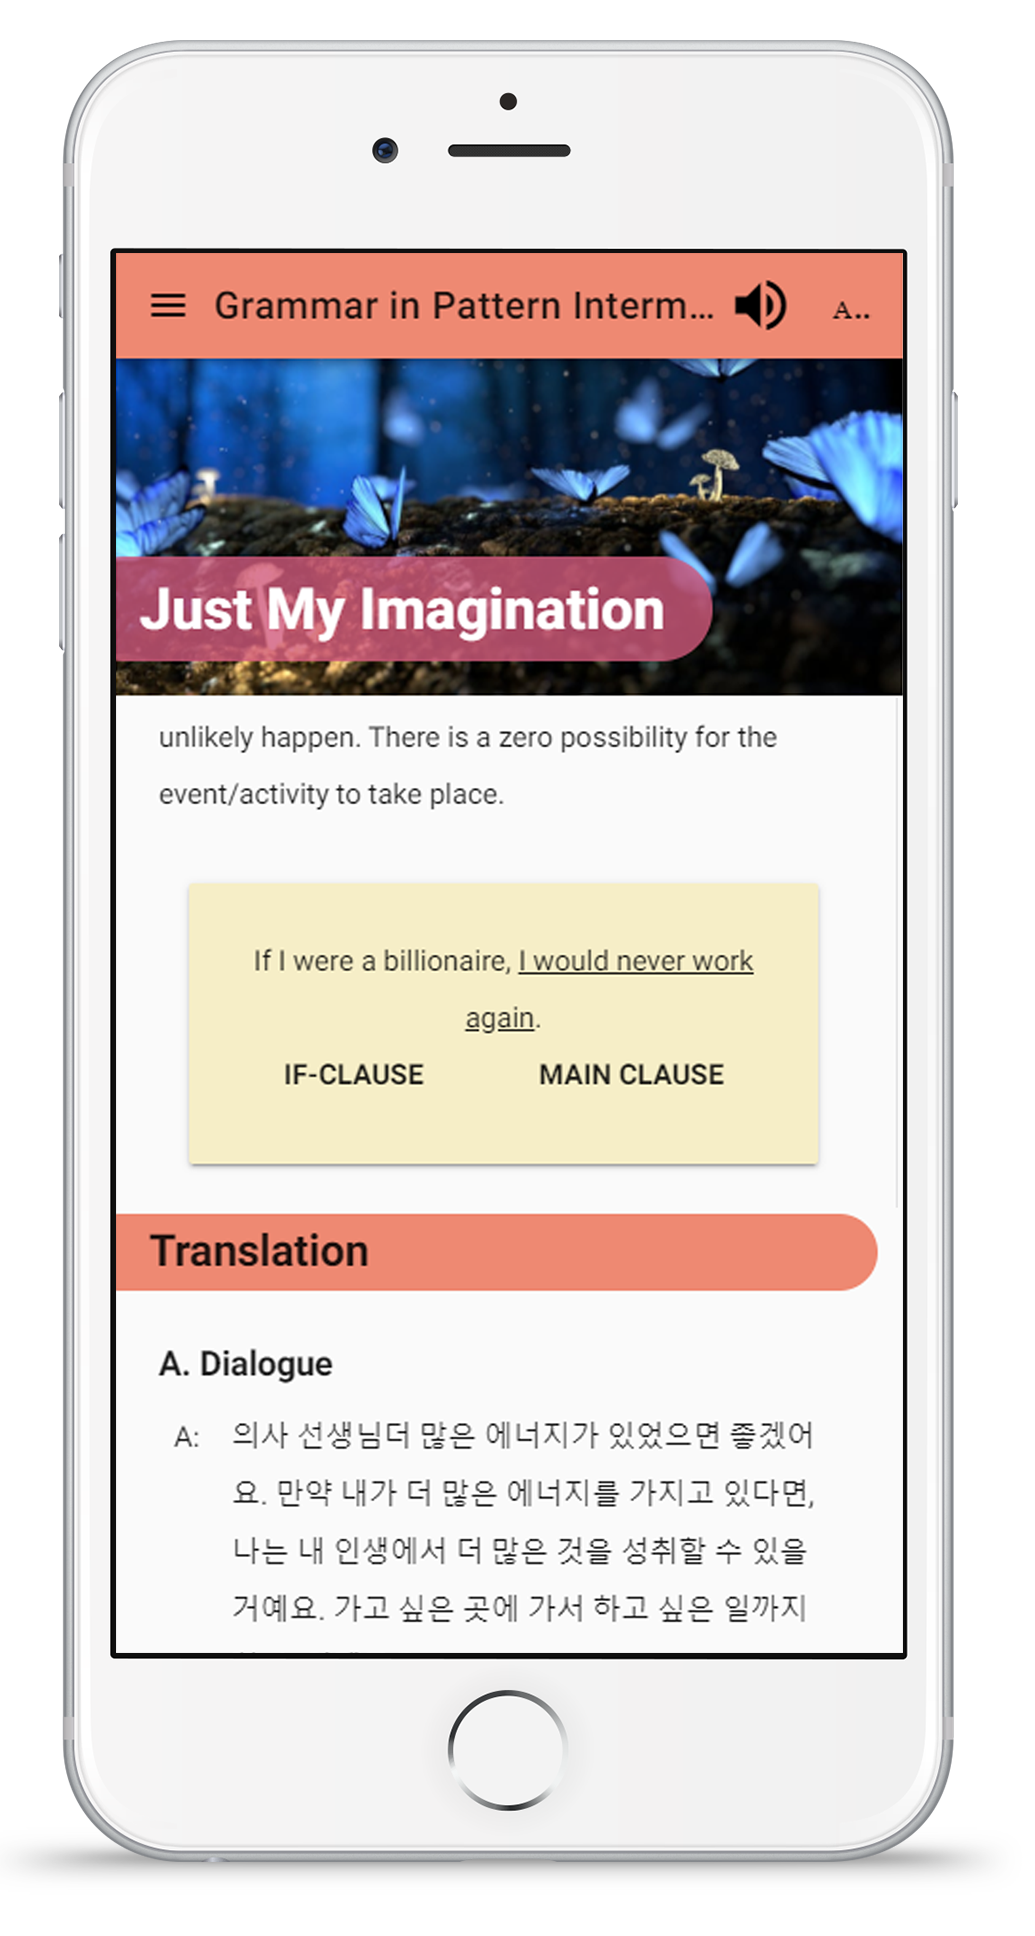 Grammar in Pattern Interm...
A..
Just My Imagination
unlikely happen. There is a zero possibility for the
event/activity to take place.
If I were a billionaire, I would never work
again.
IF-CLAUSE MAIN CLAUSE
Translation
A. Dialogue
A: 의사 선생님더 많은 에너지가 있었으면 좋겠어
요. 만약 내가 더 많은 에너지를 가지고 있다면,
나는 내 인생에서 더 많은 것을 성취할 수 있을
거예요. 가고 싶은 곳에 가서 하고 싶은 일까지